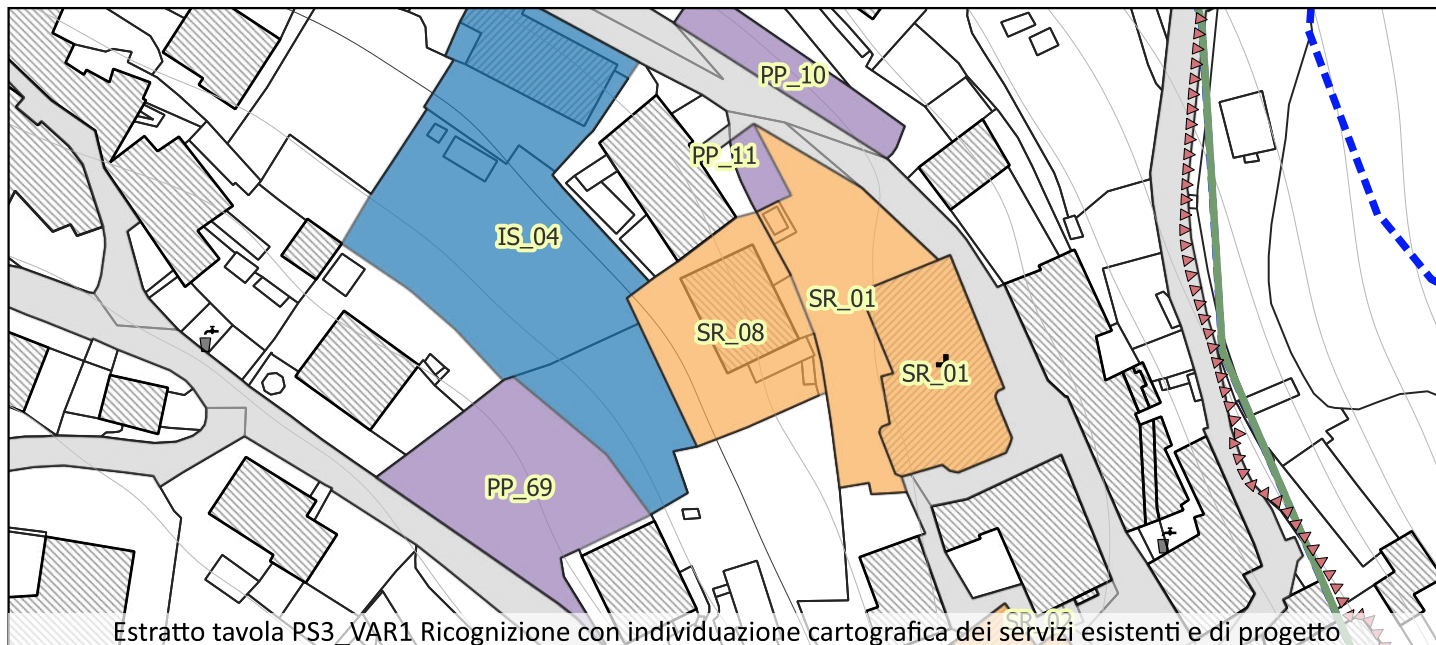 PP_10
PP_11
IS_04
SR_01
SR_08
SR_01
PP_69
Estratto tavola PS3_VAR1 Ricognizione con individuazione cartografica dei servizi esistenti e di progetto